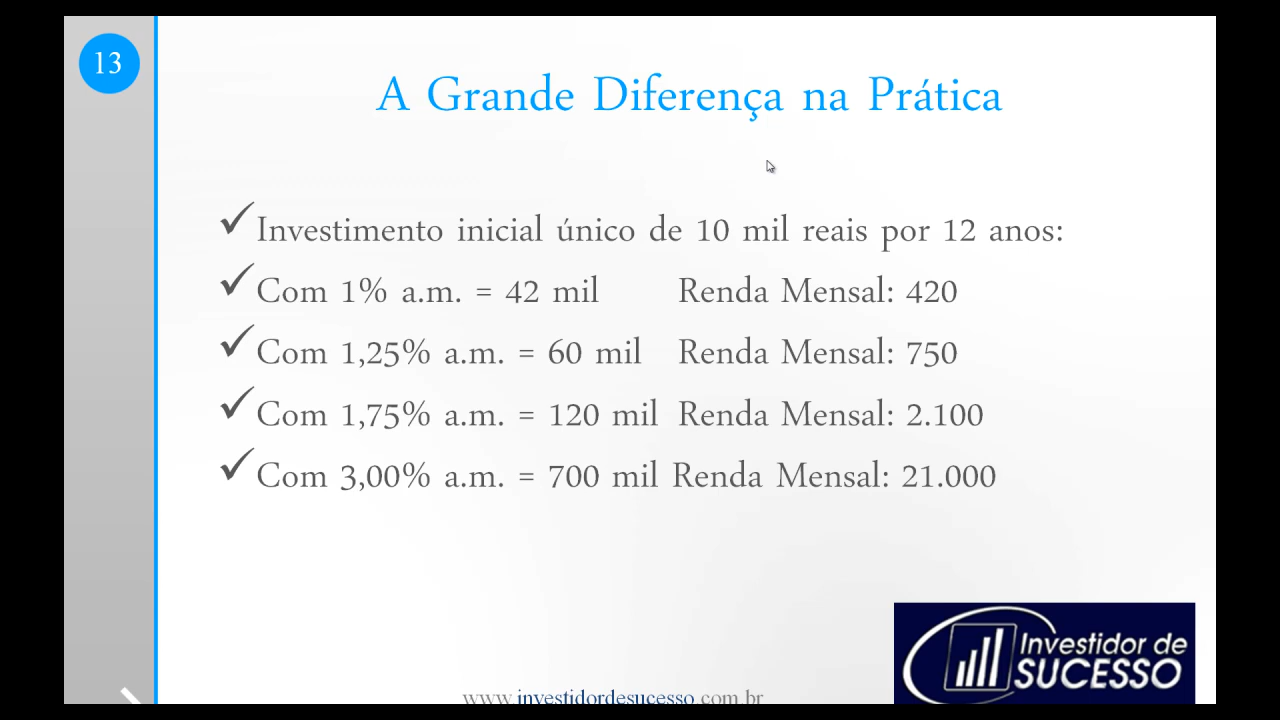 13
A Grande Diferença na Prática
Investimento inicial único de 10 mil reais por 12 anos:
Com 1% a.m. = 42 mil Renda Mensal: 420
Com 1,25% a.m. = 60 mil Renda Mensal: 750
Com 1,75% a.m. = 120 mil Renda Mensal: 2.100
Com 3,00% a.m. = 700 mil Renda Mensal: 21.000
Investidor de
SUCESSO
www.investidordesucesso.com.br